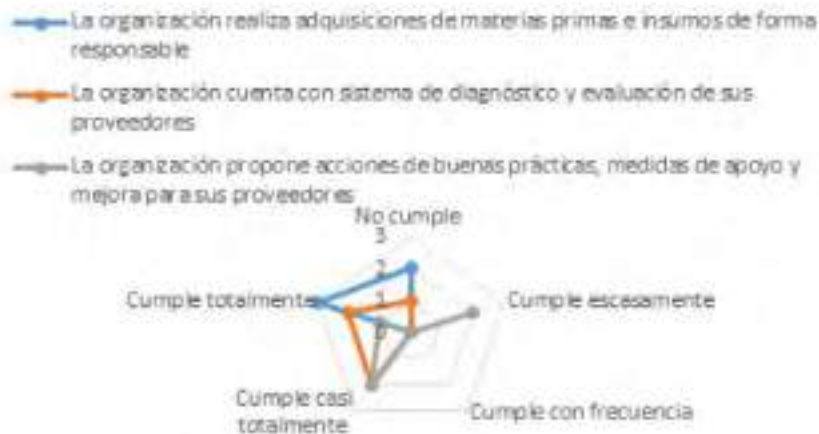 La organización realiza adquisiciones de materias primas e insumos de forma
responsable
La organización cuenta con sistema de diagnóstico y evaluación de sus
proveedores
La organización propone acciones de buenas prácticas, medidas de apoyo y
mejora para sus proveedores
No cumple
3
2
1
0
Cumple totalmente
Cumple escasamente
Cumple casi
totalmente
Cumple con frecuencia